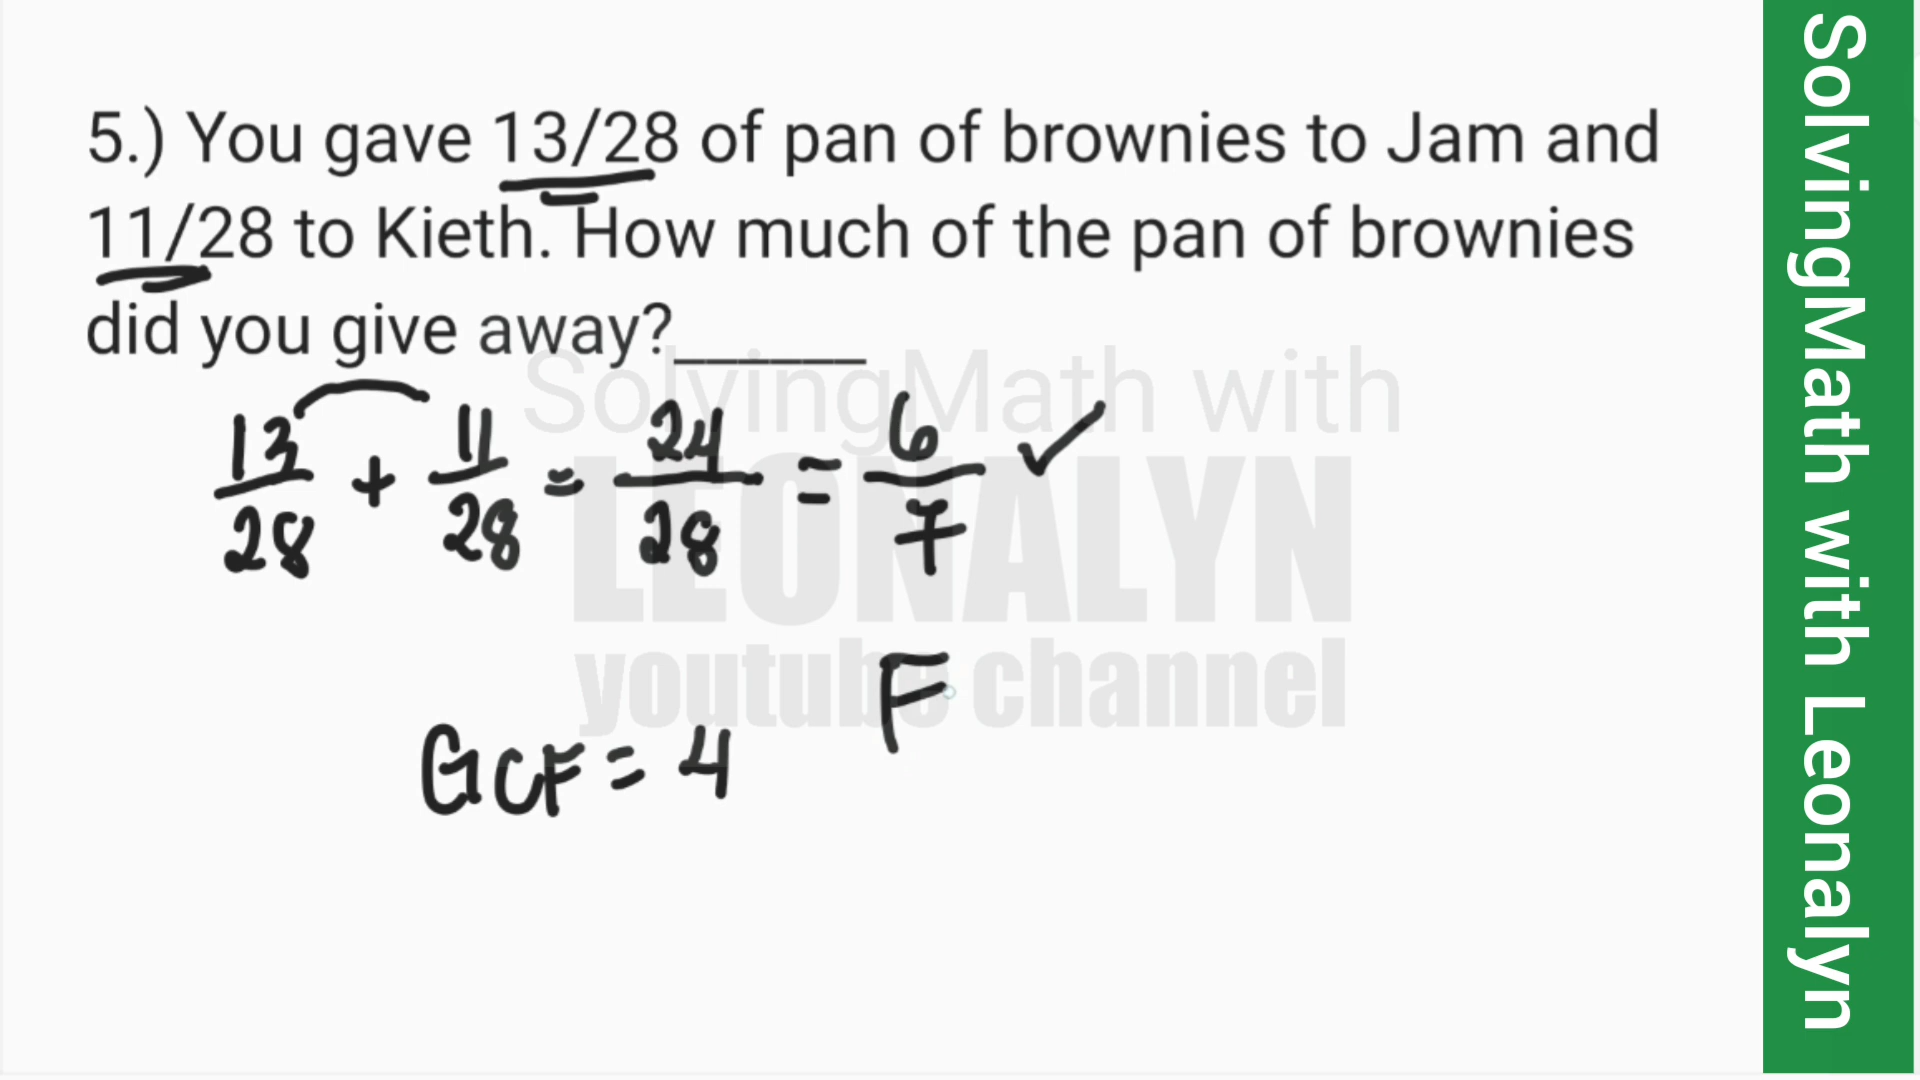 5.) You gave 13/28 of pan of brownies to Jam and
11/28 to Kieth. How much of the pan of brownies
did you give away?______
13/28 + 11/28 = 24/28 = 6/7 ✓
F
GCF = 4
SolvingMath with
LEONALYN
youtube channel
SolvingMath with Leonalyn